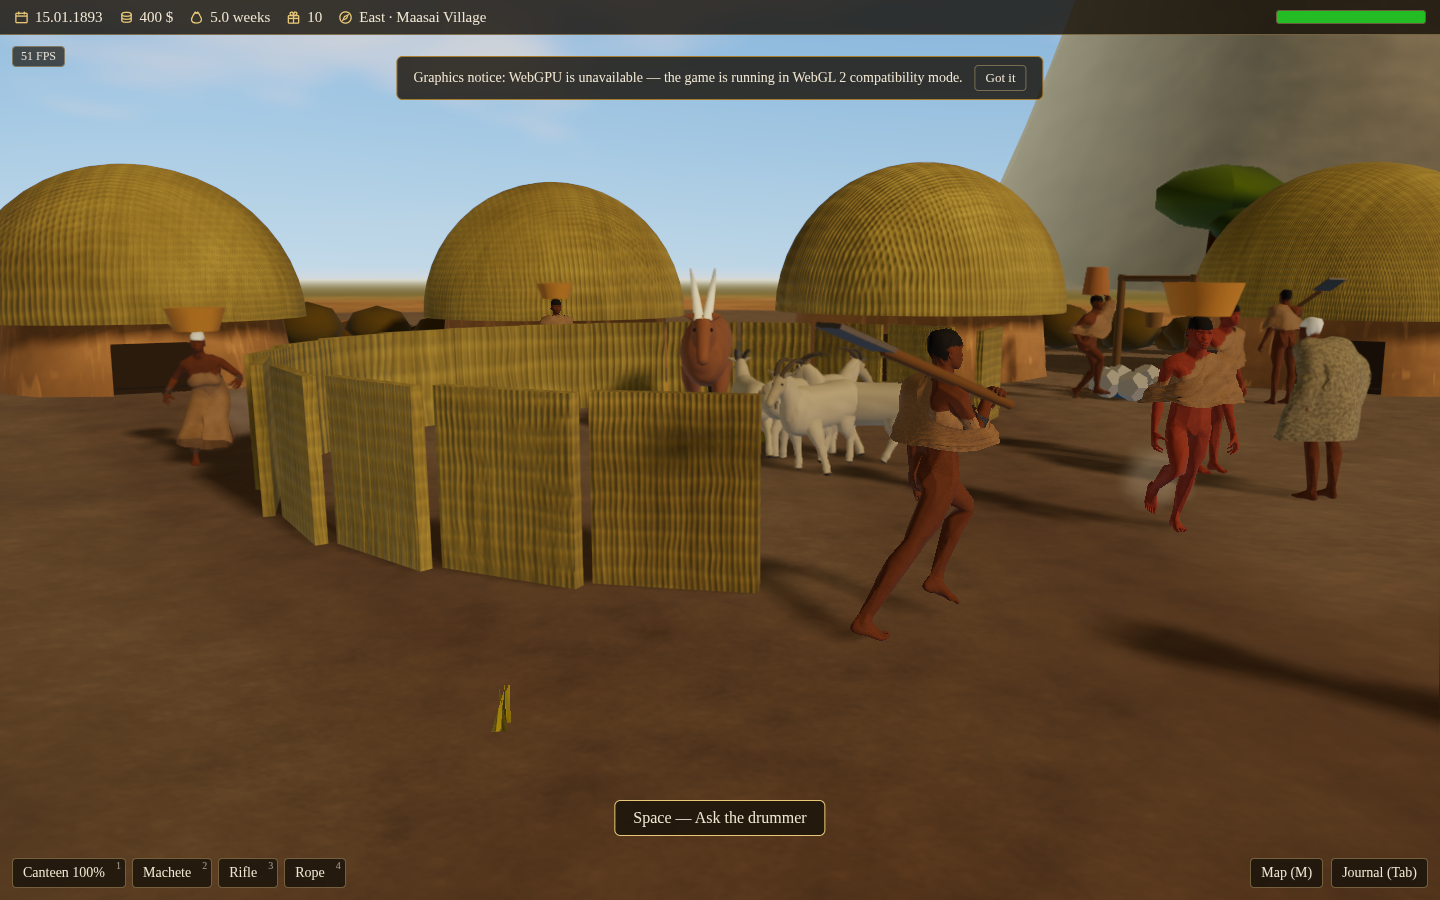 15.01.1893 400 $ 5.0 weeks 10 East · Maasai Village
51 FPS
Graphics notice: WebGPU is unavailable — the game is running in WebGL 2 compatibility mode. Got it
Space — Ask the drummer
Canteen 100% 1 Machete 2 Rifle 3 Rope 4 Map (M) Journal (Tab)